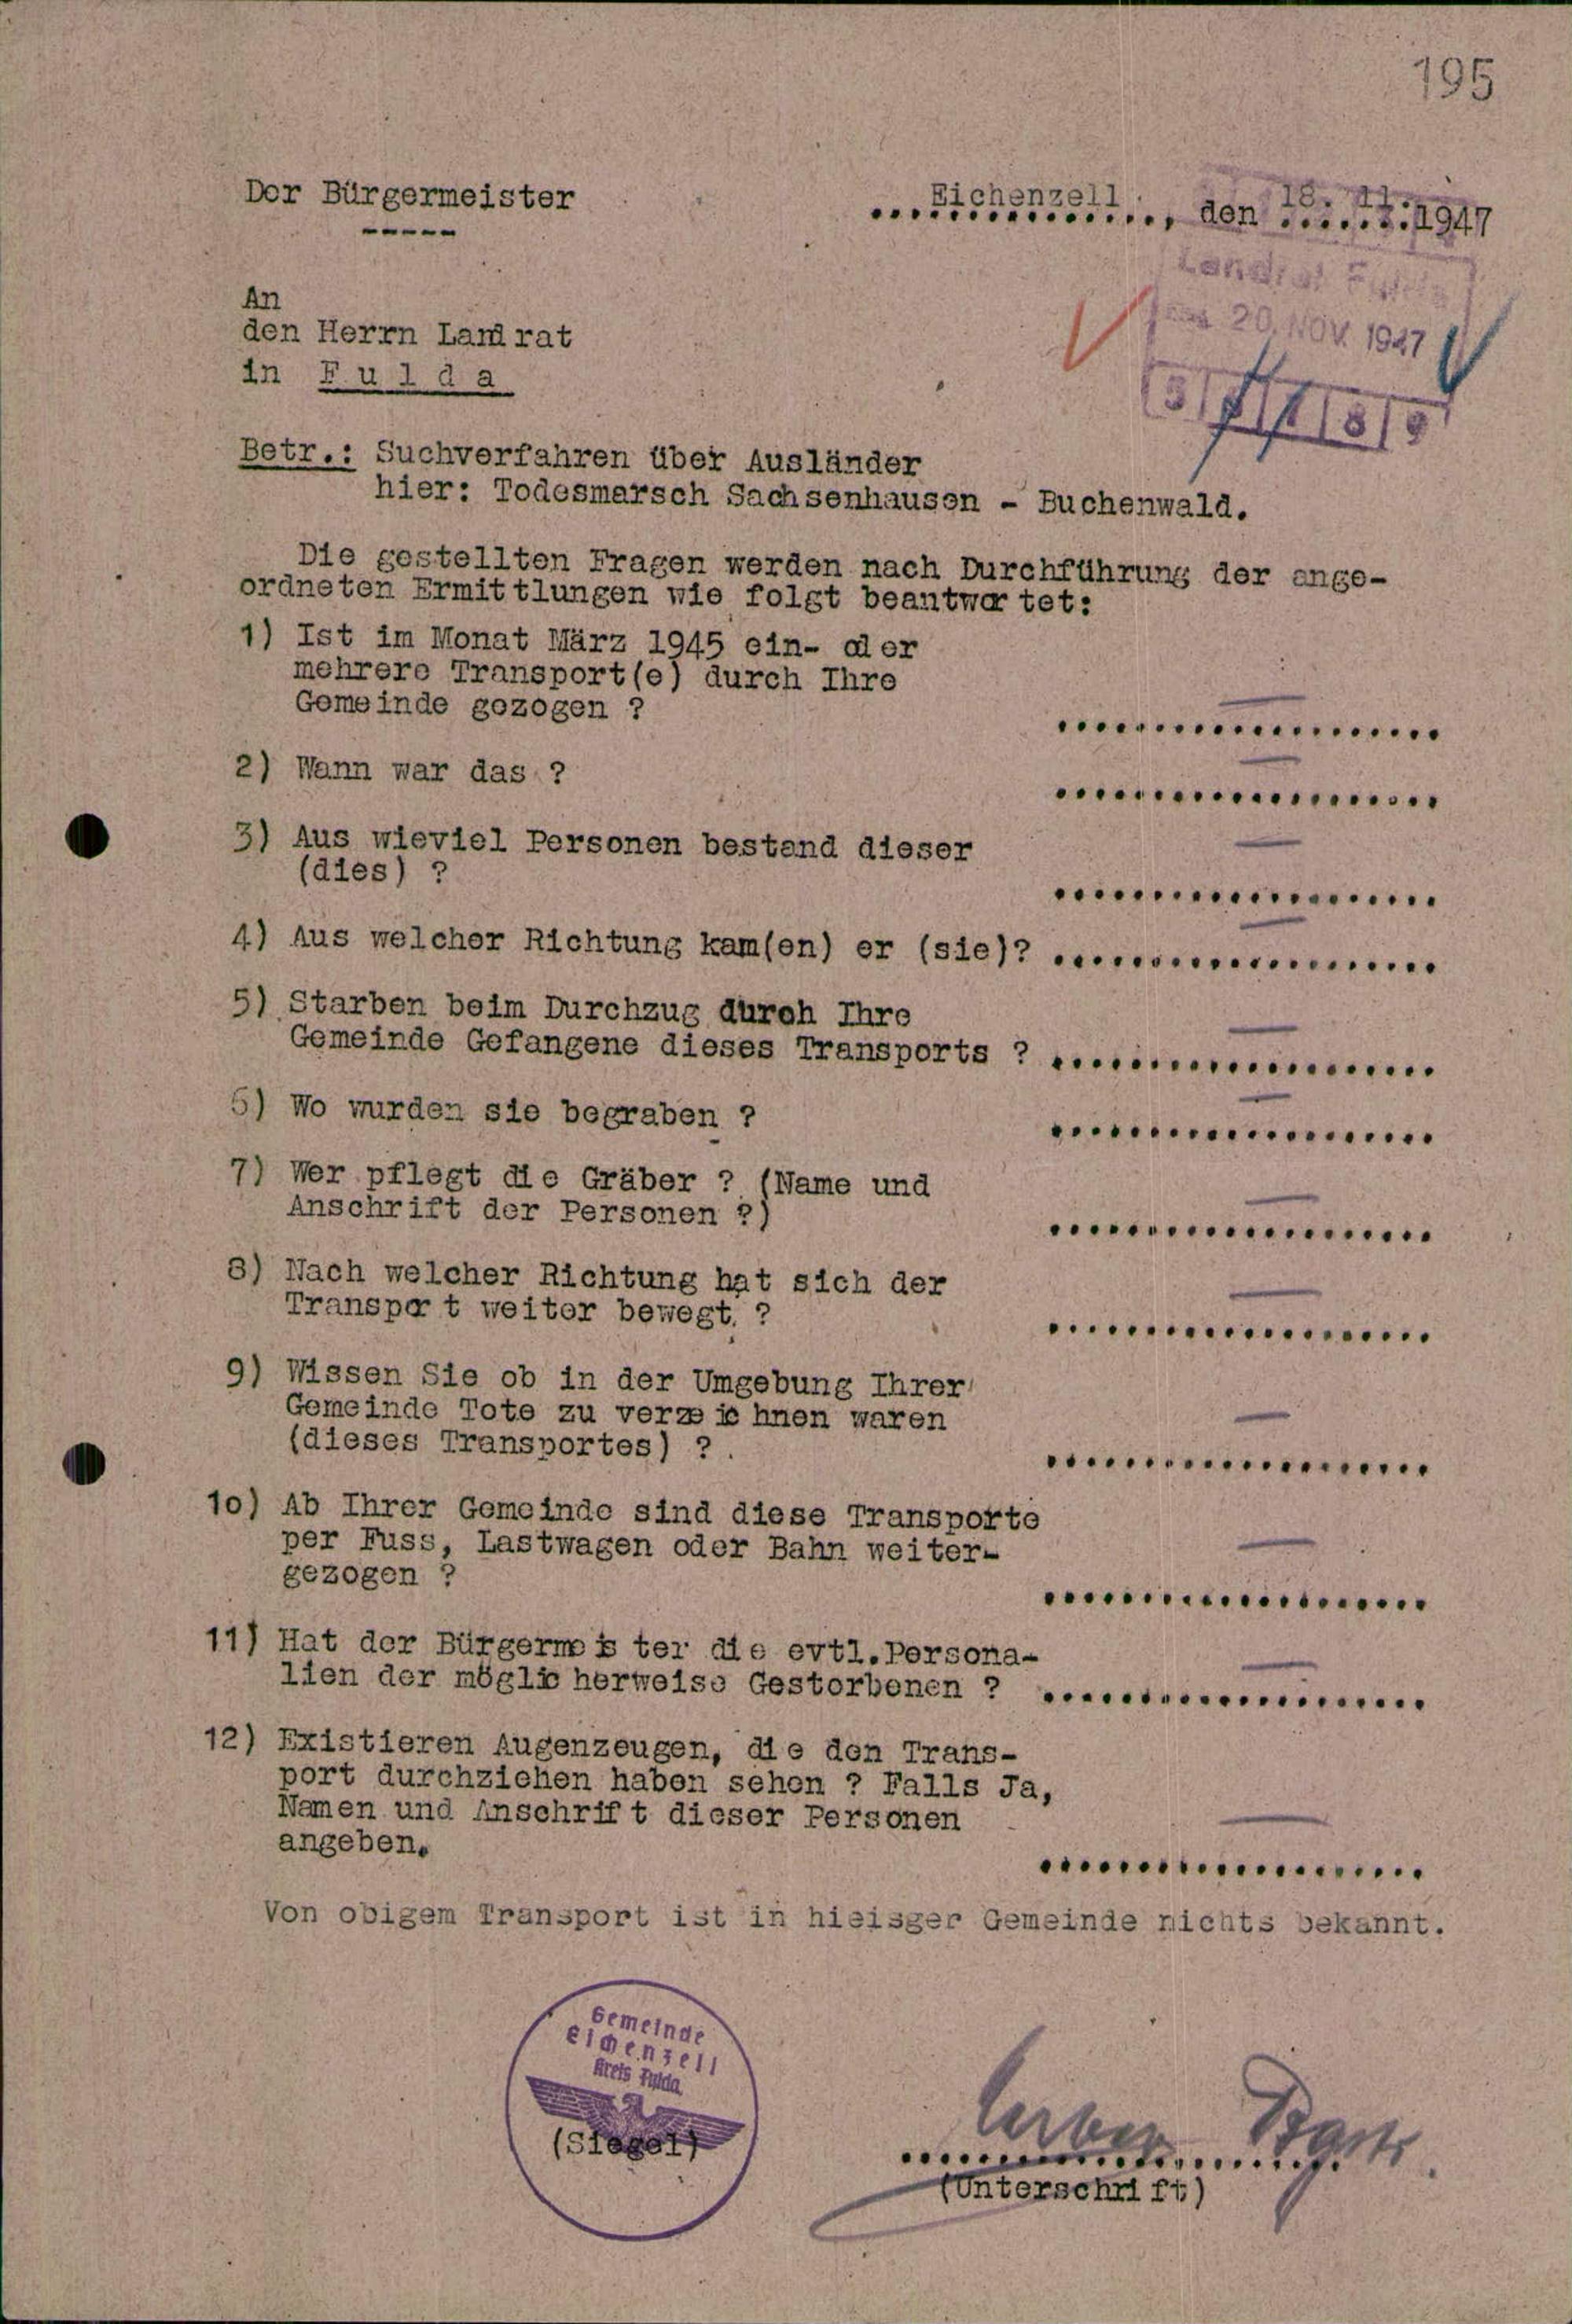 195
Der Bürgermeister
-----
Eichenzell, den 18. 11. 1947
Landrat Fulda
20. NOV. 1947
An
den Herrn Landrat
in F u l d a
Betr.: Suchverfahren über Ausländer
hier: Todesmarsch Sachsenhausen - Buchenwald.
Die gestellten Fragen werden nach Durchführung der ange-
ordneten Ermittlungen wie folgt beantwortet:
1) Ist im Monat März 1945 ein- oder
mehrere Transport(e) durch Ihre
Gemeinde gezogen ? —
2) Wann war das ? —
3) Aus wieviel Personen bestand dieser
(dies) ? —
4) Aus welcher Richtung kam(en) er (sie)? —
5) Starben beim Durchzug durch Ihre
Gemeinde Gefangene dieses Transports ? —
6) Wo wurden sie begraben ? —
7) Wer pflegt die Gräber ? (Name und
Anschrift der Personen ?) —
8) Nach welcher Richtung hat sich der
Transport weiter bewegt ? —
9) Wissen Sie ob in der Umgebung Ihrer
Gemeinde Tote zu verzeichnen waren
(dieses Transportes) ? —
10) Ab Ihrer Gemeinde sind diese Transporte
per Fuss, Lastwagen oder Bahn weiter-
gezogen ? —
11) Hat der Bürgermeister die evtl.Persona-
lien der möglicherweise Gestorbenen ? —
12) Existieren Augenzeugen, die den Trans-
port durchziehen haben sehen ? Falls Ja,
Namen und Anschrift dieser Personen
angeben. —
Von obigem Transport ist in hieisger Gemeinde nichts bekannt.
Gemeinde
Eichenzell
Kreis Fulda
(Siegel)
(Unterschrift)